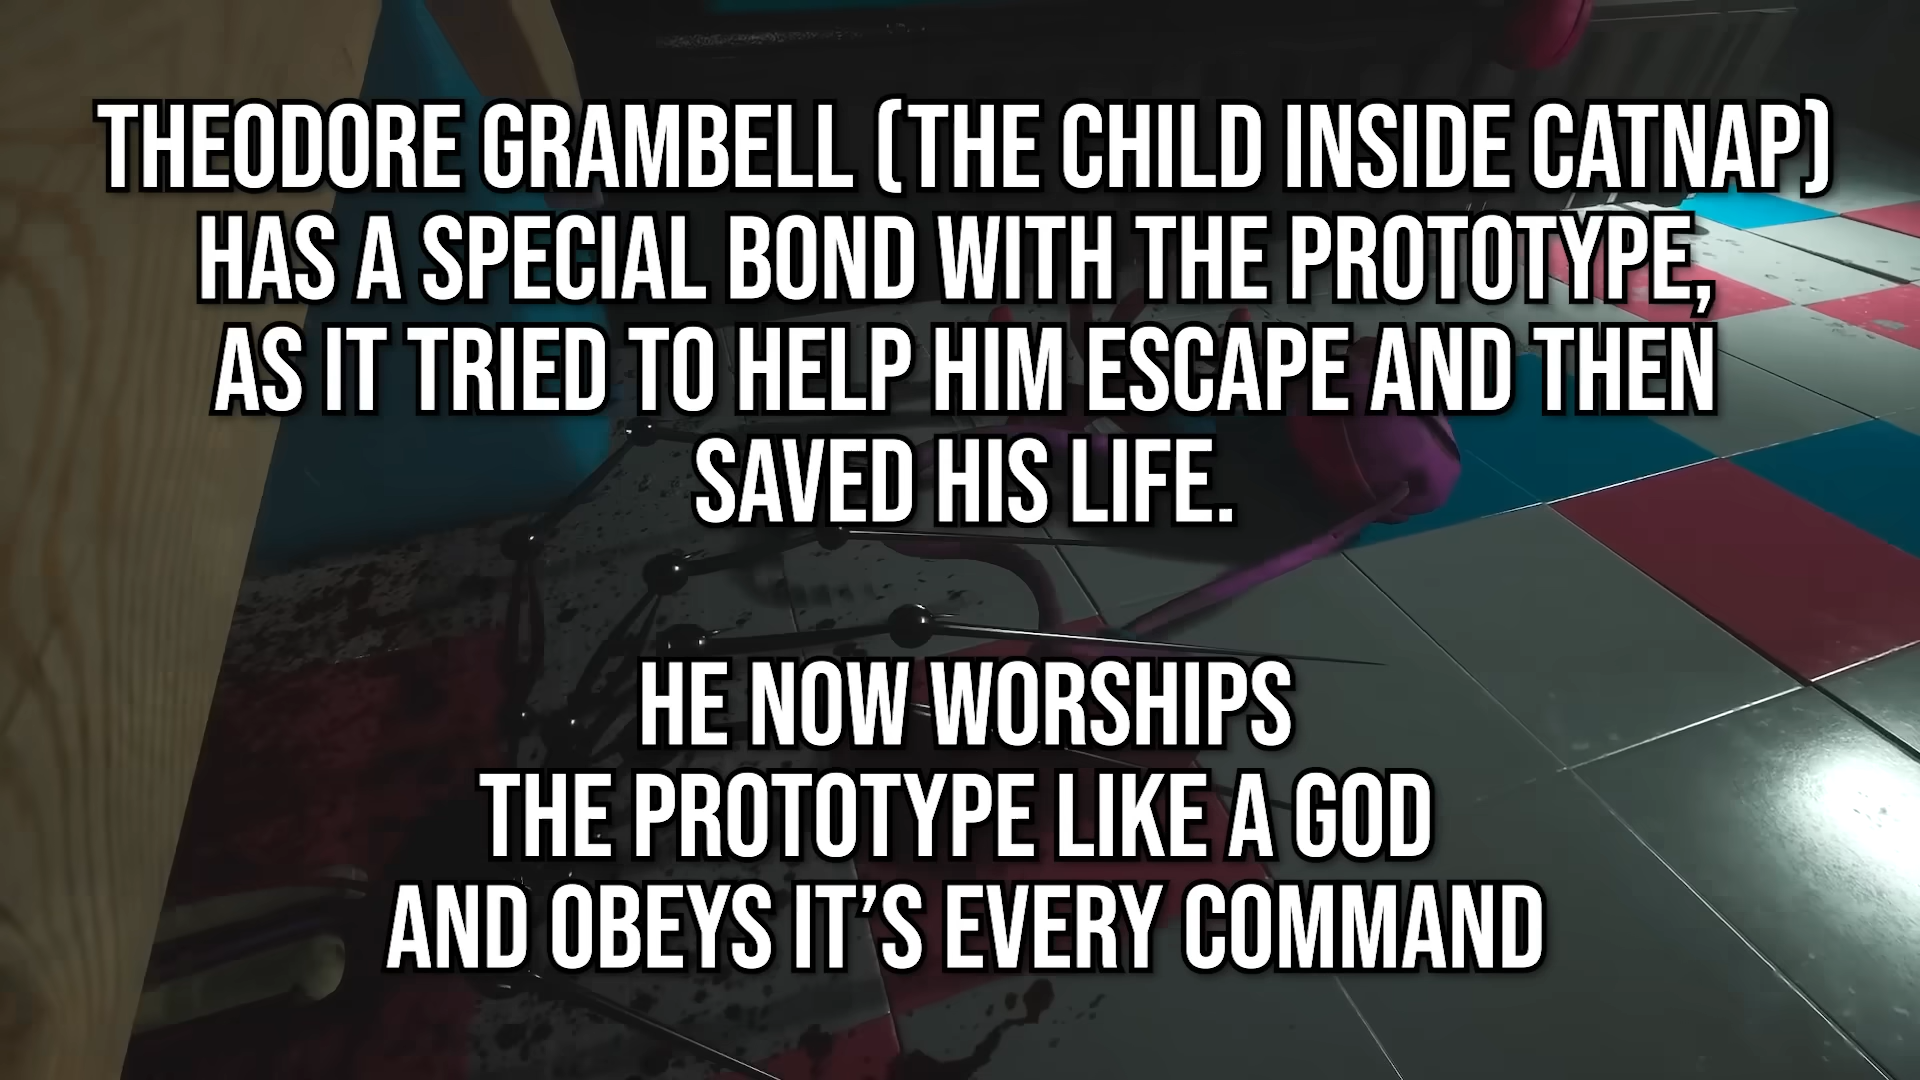 THEODORE GRAMBELL (THE CHILD INSIDE CATNAP)
HAS A SPECIAL BOND WITH THE PROTOTYPE,
AS IT TRIED TO HELP HIM ESCAPE AND THEN
SAVED HIS LIFE.
HE NOW WORSHIPS
THE PROTOTYPE LIKE A GOD
AND OBEYS IT’S EVERY COMMAND